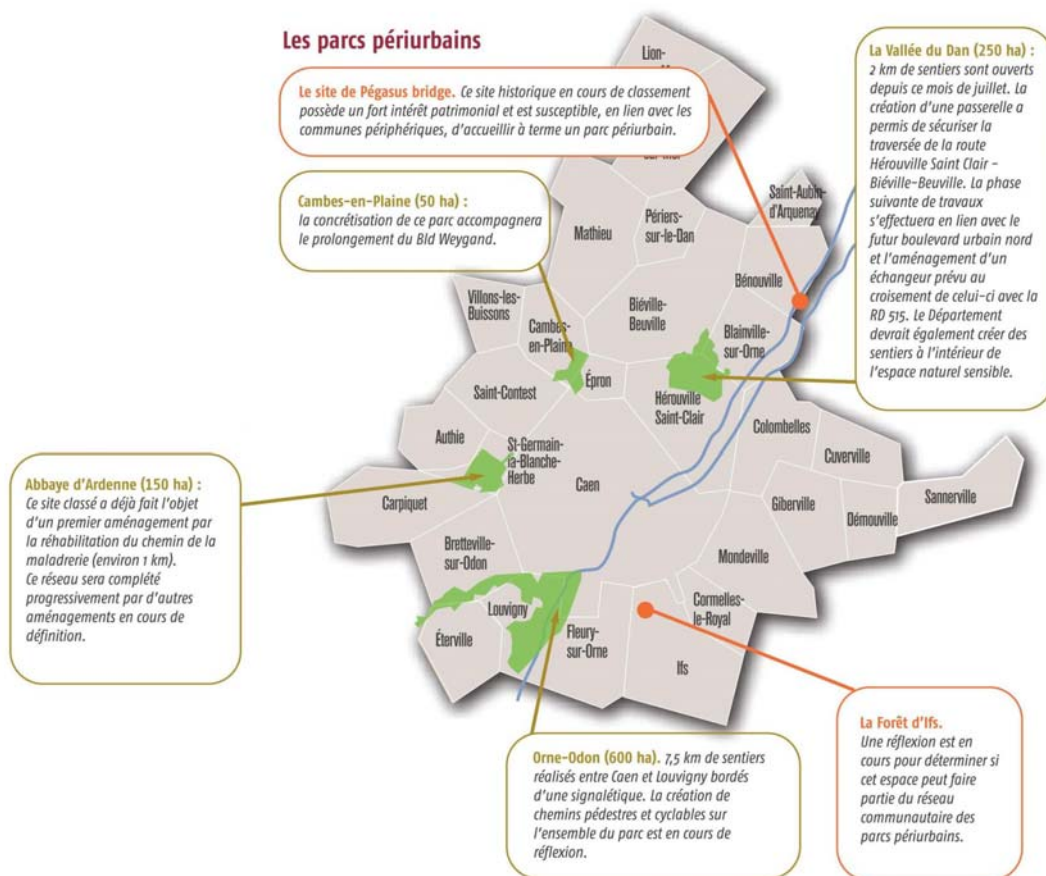 Les parcs périurbains
Le site de Pégasus bridge. Ce site historique en cours de classement
possède un fort intérêt patrimonial et est susceptible, en lien avec les
communes périphériques, d'accueillir à terme un parc périurbain.
Cambes-en-Plaine (50 ha) :
la concrétisation de ce parc accompagnera
le prolongement du Bld Weygand.
La Vallée du Dan (250 ha) :
2 km de sentiers sont ouverts
depuis ce mois de juillet. La
création d'une passerelle a
permis de sécuriser la
traversée de la route
Hérouville Saint Clair –
Biéville-Beuville. La phase
suivante de travaux
s'effectuera en lien avec le
futur boulevard urbain nord
et l'aménagement d'un
échangeur prévu au
croisement de celui-ci avec la
RD 515. Le Département
devrait également créer des
sentiers à l'intérieur de
l'espace naturel sensible.
Lion-
Saint-Aubin
d'Arquenay
Périers-
sur-le-Dan
Mathieu
Bénouville
Villons-les-
Buissons
Biéville-
Beuville
Cambes-
en-Plaine
Blainville-
sur-Orne
Épron
Saint-Contest
Hérouville
Saint-Clair
Colombelles
Authie
St-Germain-
la-Blanche-
Herbe
Cuverville
Caen
Carpiquet
Giberville
Sannerville
Démouville
Bretteville-
sur-Odon
Mondeville
Louvigny
Cormelles-
le-Royal
Éterville
Fleury-
sur-Orne
Ifs
Abbaye d'Ardenne (150 ha) :
Ce site classé a déjà fait l'objet
d'un premier aménagement par
la réhabilitation du chemin de la
maladrerie (environ 1 km).
Ce réseau sera complété
progressivement par d'autres
aménagements en cours de
définition.
Orne-Odon (600 ha). 7,5 km de sentiers
réalisés entre Caen et Louvigny bordés
d'une signalétique. La création de
chemins pédestres et cyclables sur
l'ensemble du parc est en cours de
réflexion.
La Forêt d'Ifs.
Une réflexion est en
cours pour déterminer si
cet espace peut faire
partie du réseau
communautaire des
parcs périurbains.